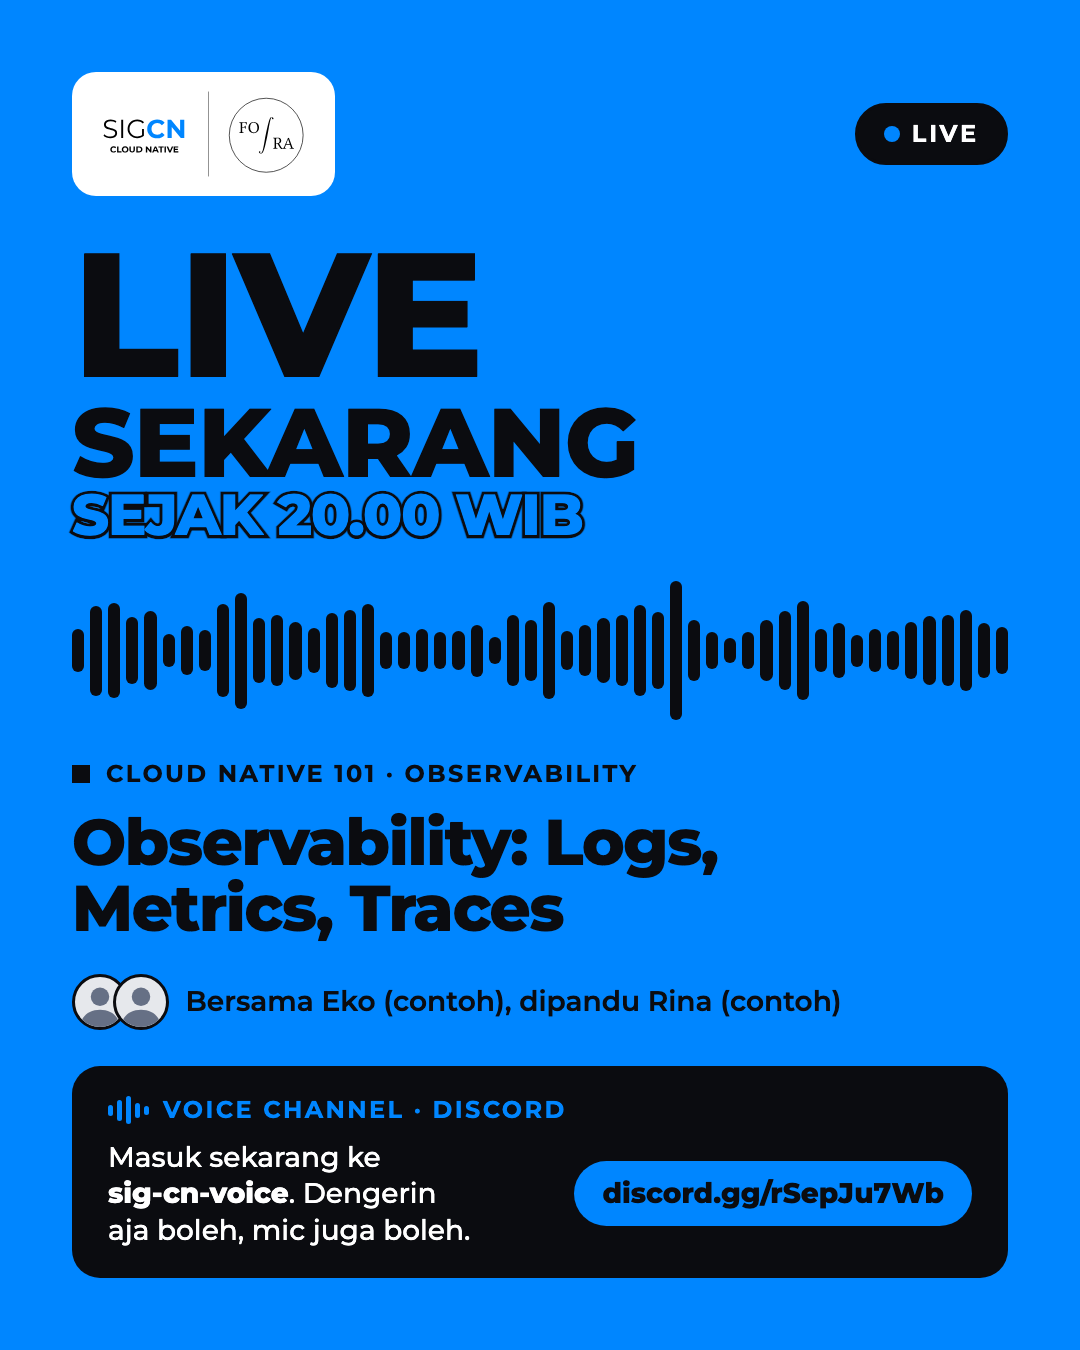 SIGCN
CLOUD NATIVE
FO
RA
LIVE
LIVE
SEKARANG
SEJAK 20.00 WIB
CLOUD NATIVE 101 · OBSERVABILITY
Observability: Logs,
Metrics, Traces
Bersama Eko (contoh), dipandu Rina (contoh)
VOICE CHANNEL · DISCORD
Masuk sekarang ke
sig-cn-voice. Dengerin
aja boleh, mic juga boleh.
discord.gg/rSepJu7Wb